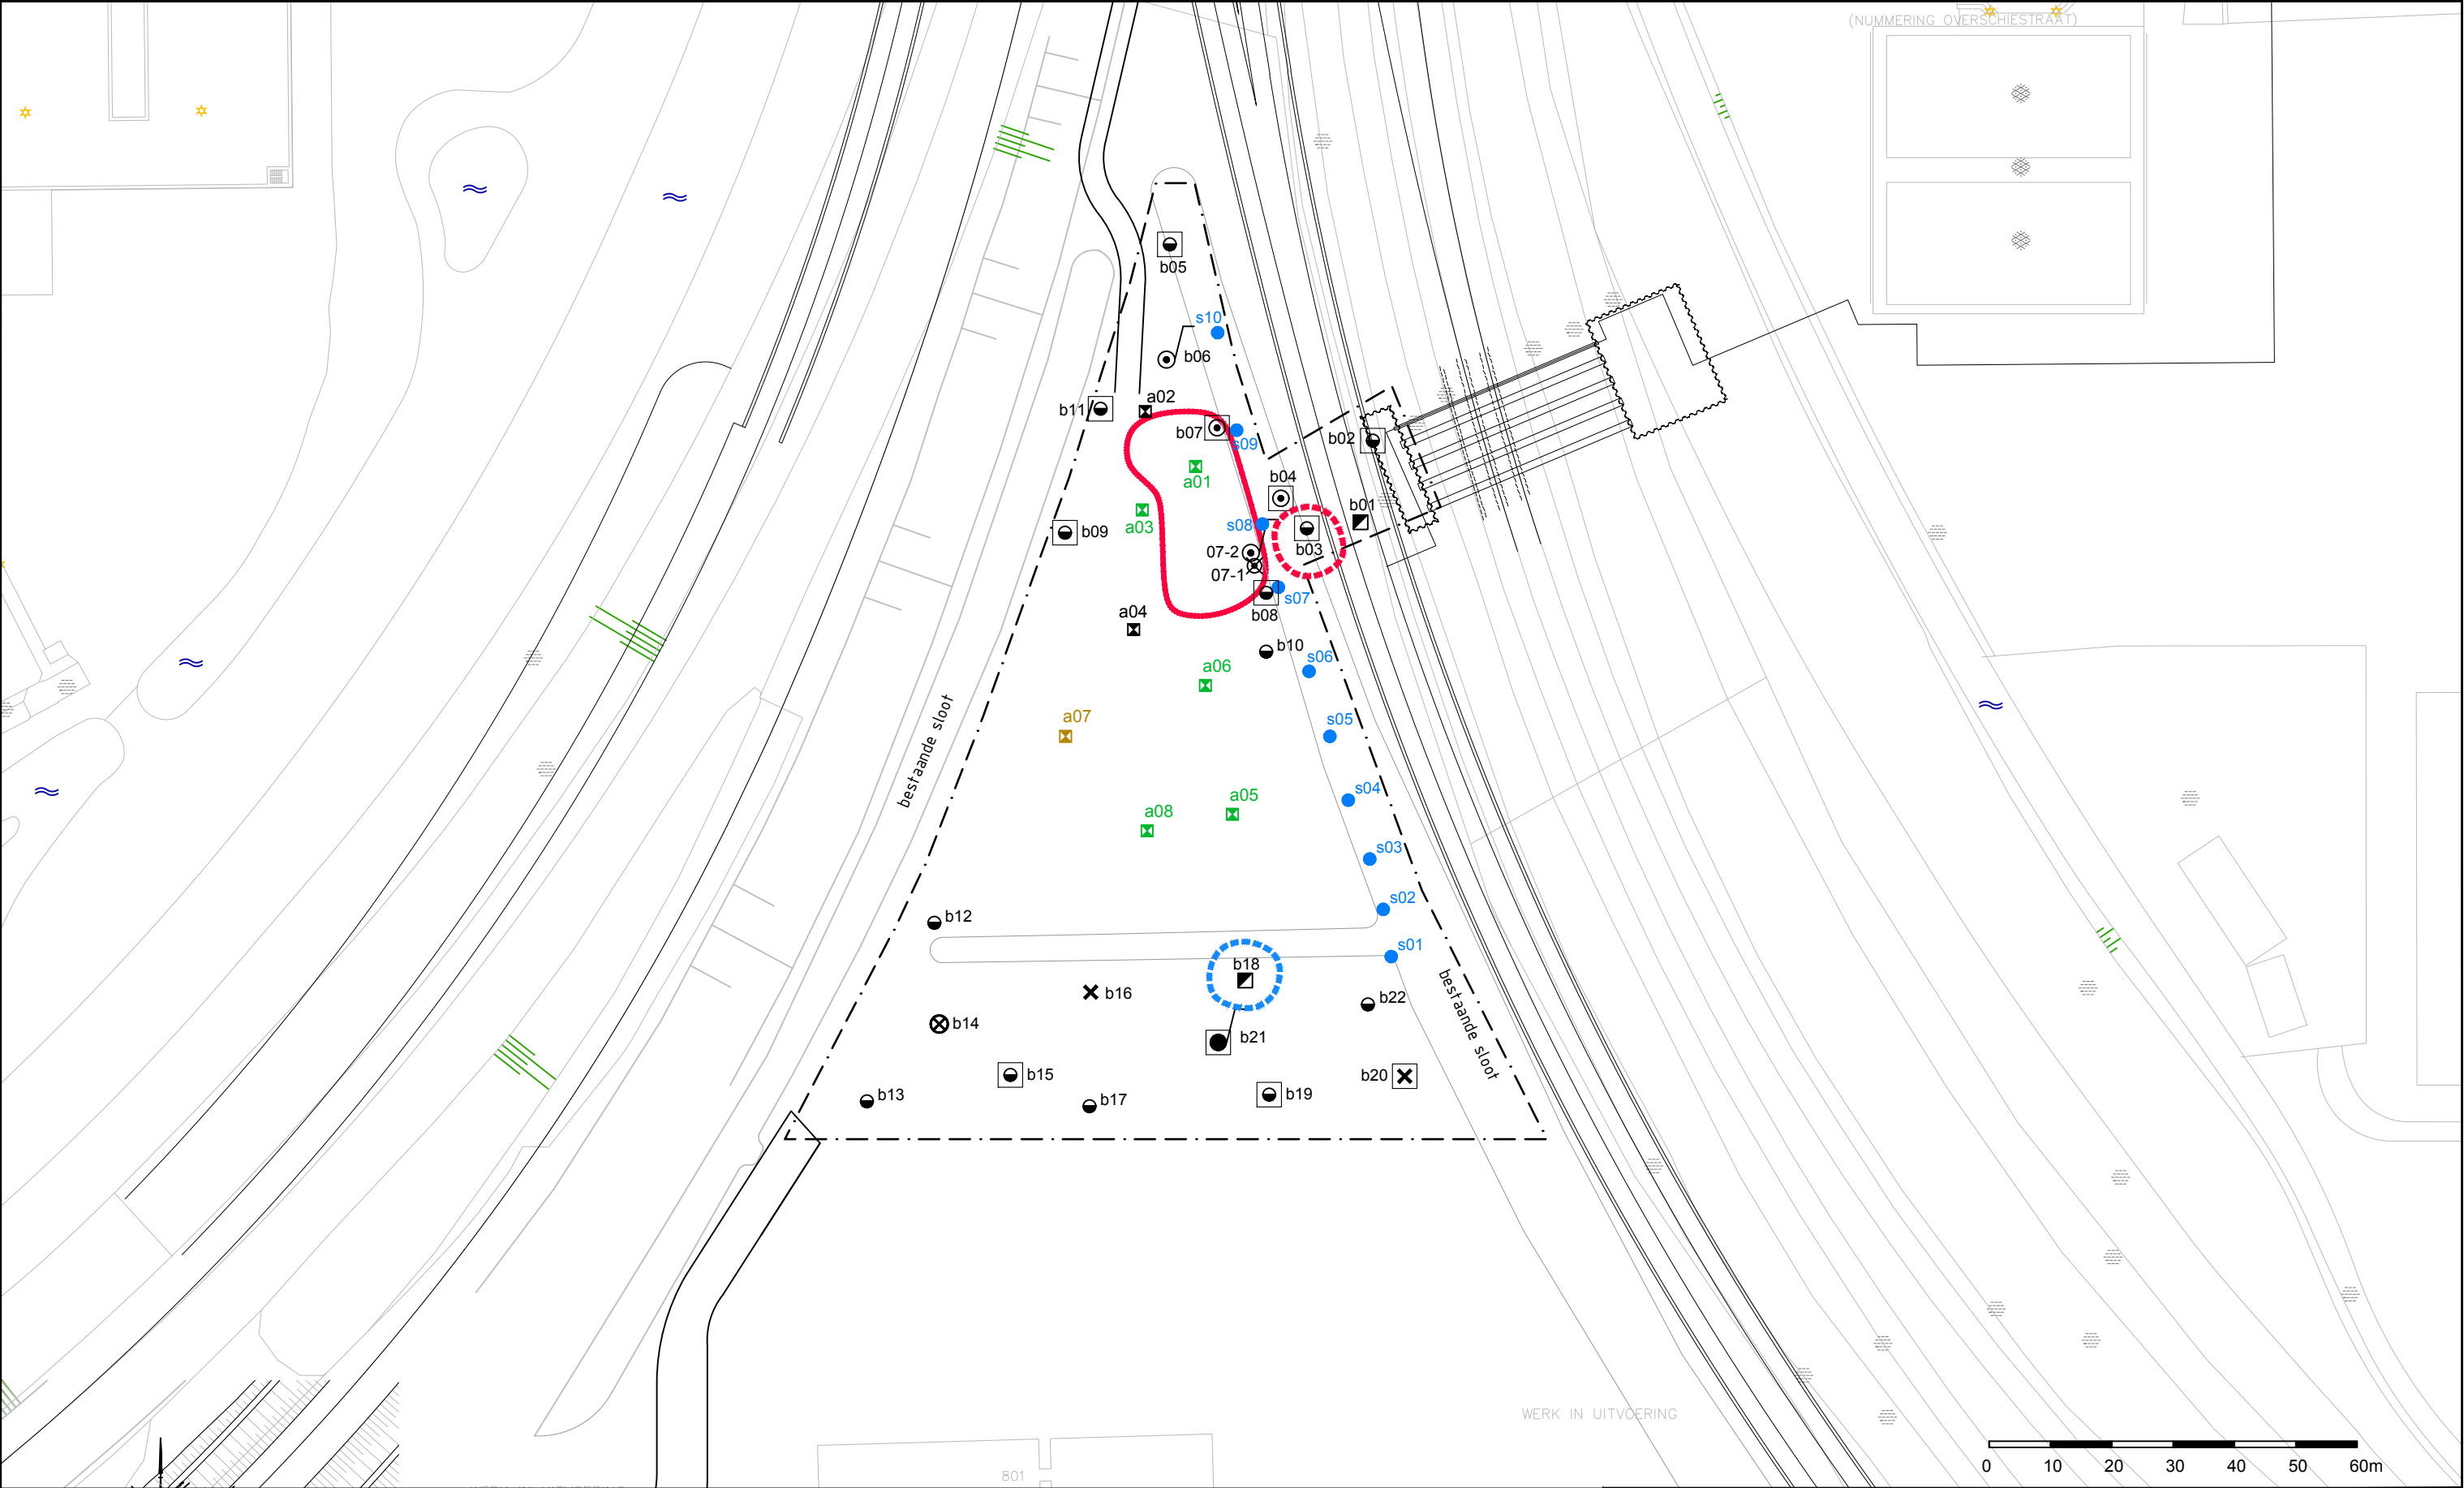 (NUMMERING OVERSCHIESTRAAT)
b05
s10
b06
a02
b11
b07
s09
b02
a01
b04
b01
a03
s08
b09
07-2
b03
07-1
s07
b08
a04
b10
s06
a06
a07
s05
bestaande sloot
s04
a05
a08
s03
s02
b12
s01
b18
b16
b22
bestaande sloot
b14
b21
b15
b20
b19
b13
b17
WERK IN UITVOERING
0 10 20 30 40 50 60m
801
WERK IN UITVOERING